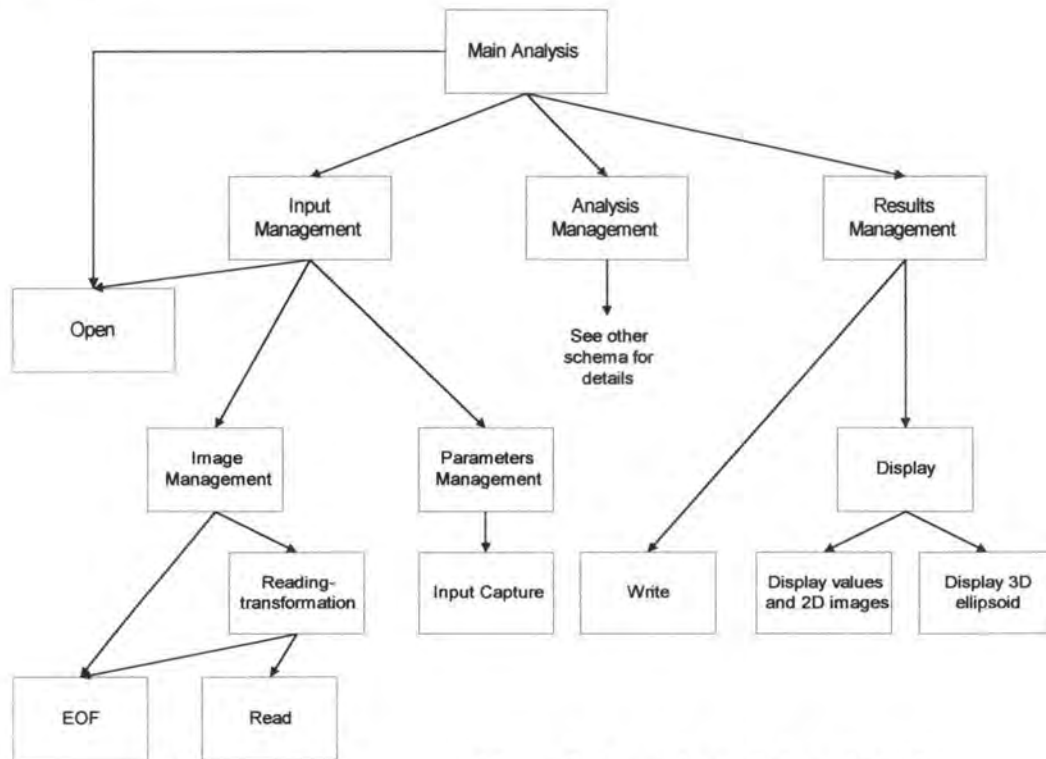 Main Analysis
Input
Management
Analysis
Management
Results
Management
Open
See other
schema for
details
Image
Management
Parameters
Management
Display
Reading-
transformation
Input Capture
Write
Display values
and 2D images
Display 3D
ellipsoid
EOF
Read